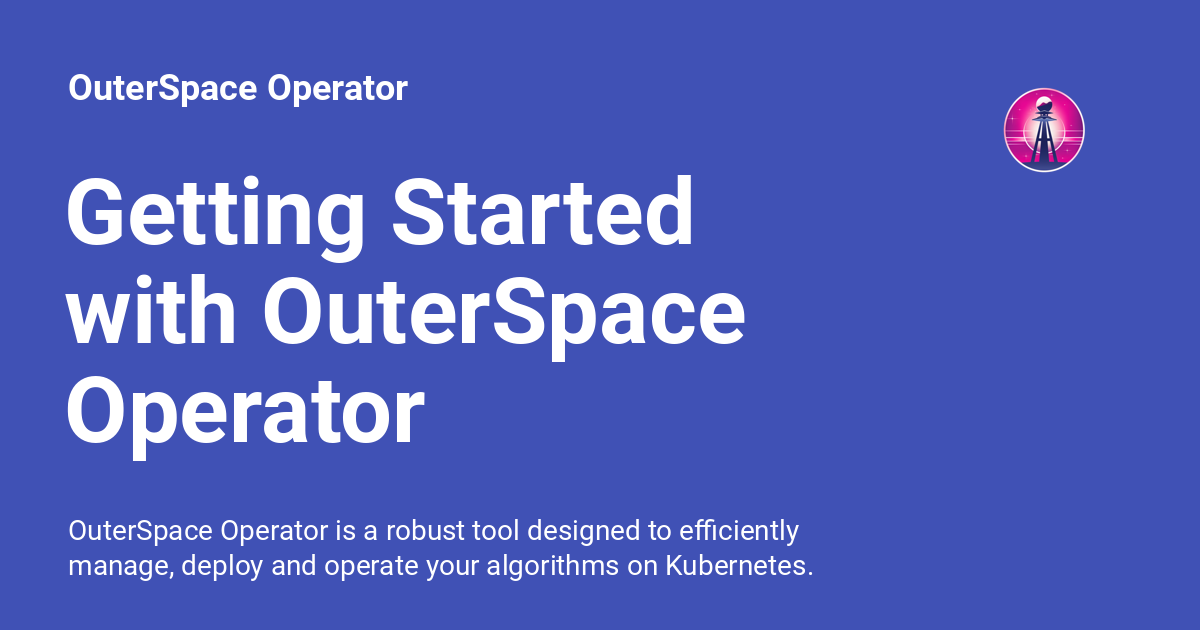 OuterSpace Operator
Getting Started
with OuterSpace
Operator
OuterSpace Operator is a robust tool designed to efficiently
manage, deploy and operate your algorithms on Kubernetes.